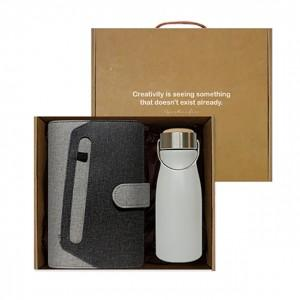 Creativity is seeing something
that doesn't exist already.